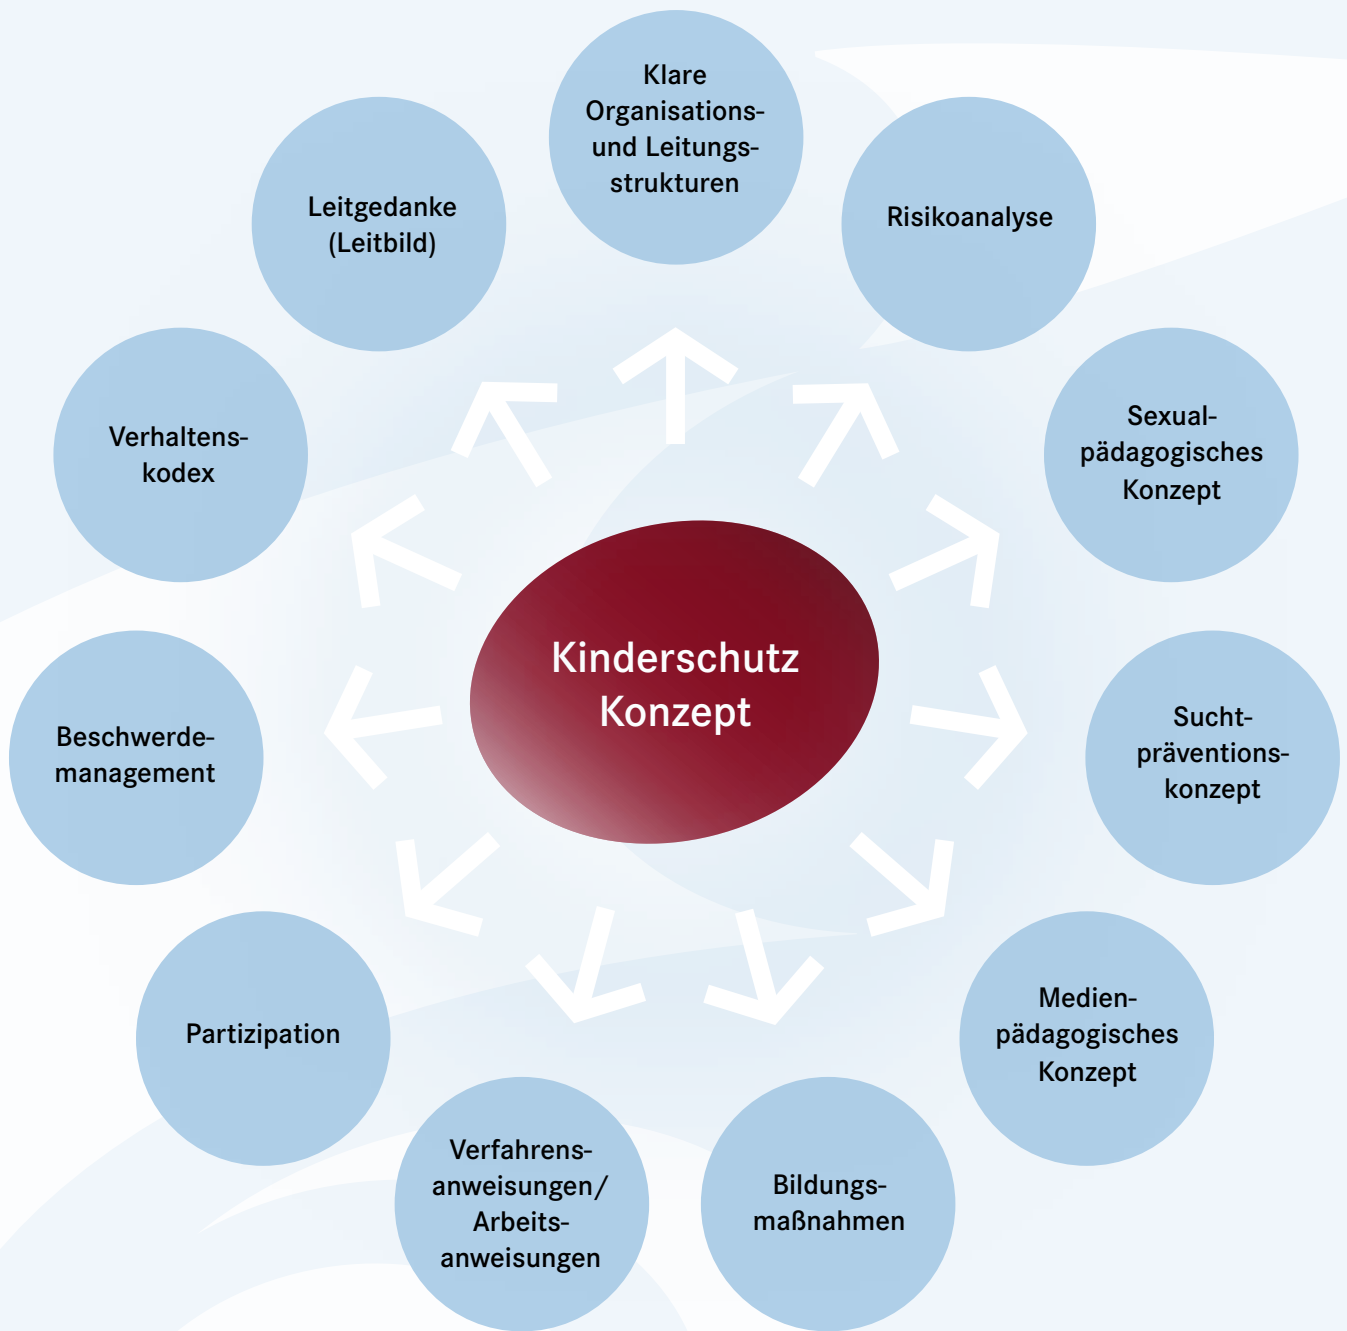 Klare
Organisations-
und Leitungs-
strukturen
Leitgedanke
(Leitbild)
Risikoanalyse
Verhaltens-
kodex
Sexual-
pädagogisches
Konzept
Kinderschutz
Konzept
Beschwerde-
management
Sucht-
präventions-
konzept
Partizipation
Medien-
pädagogisches
Konzept
Verfahrens-
anweisungen/
Arbeits-
anweisungen
Bildungs-
maßnahmen